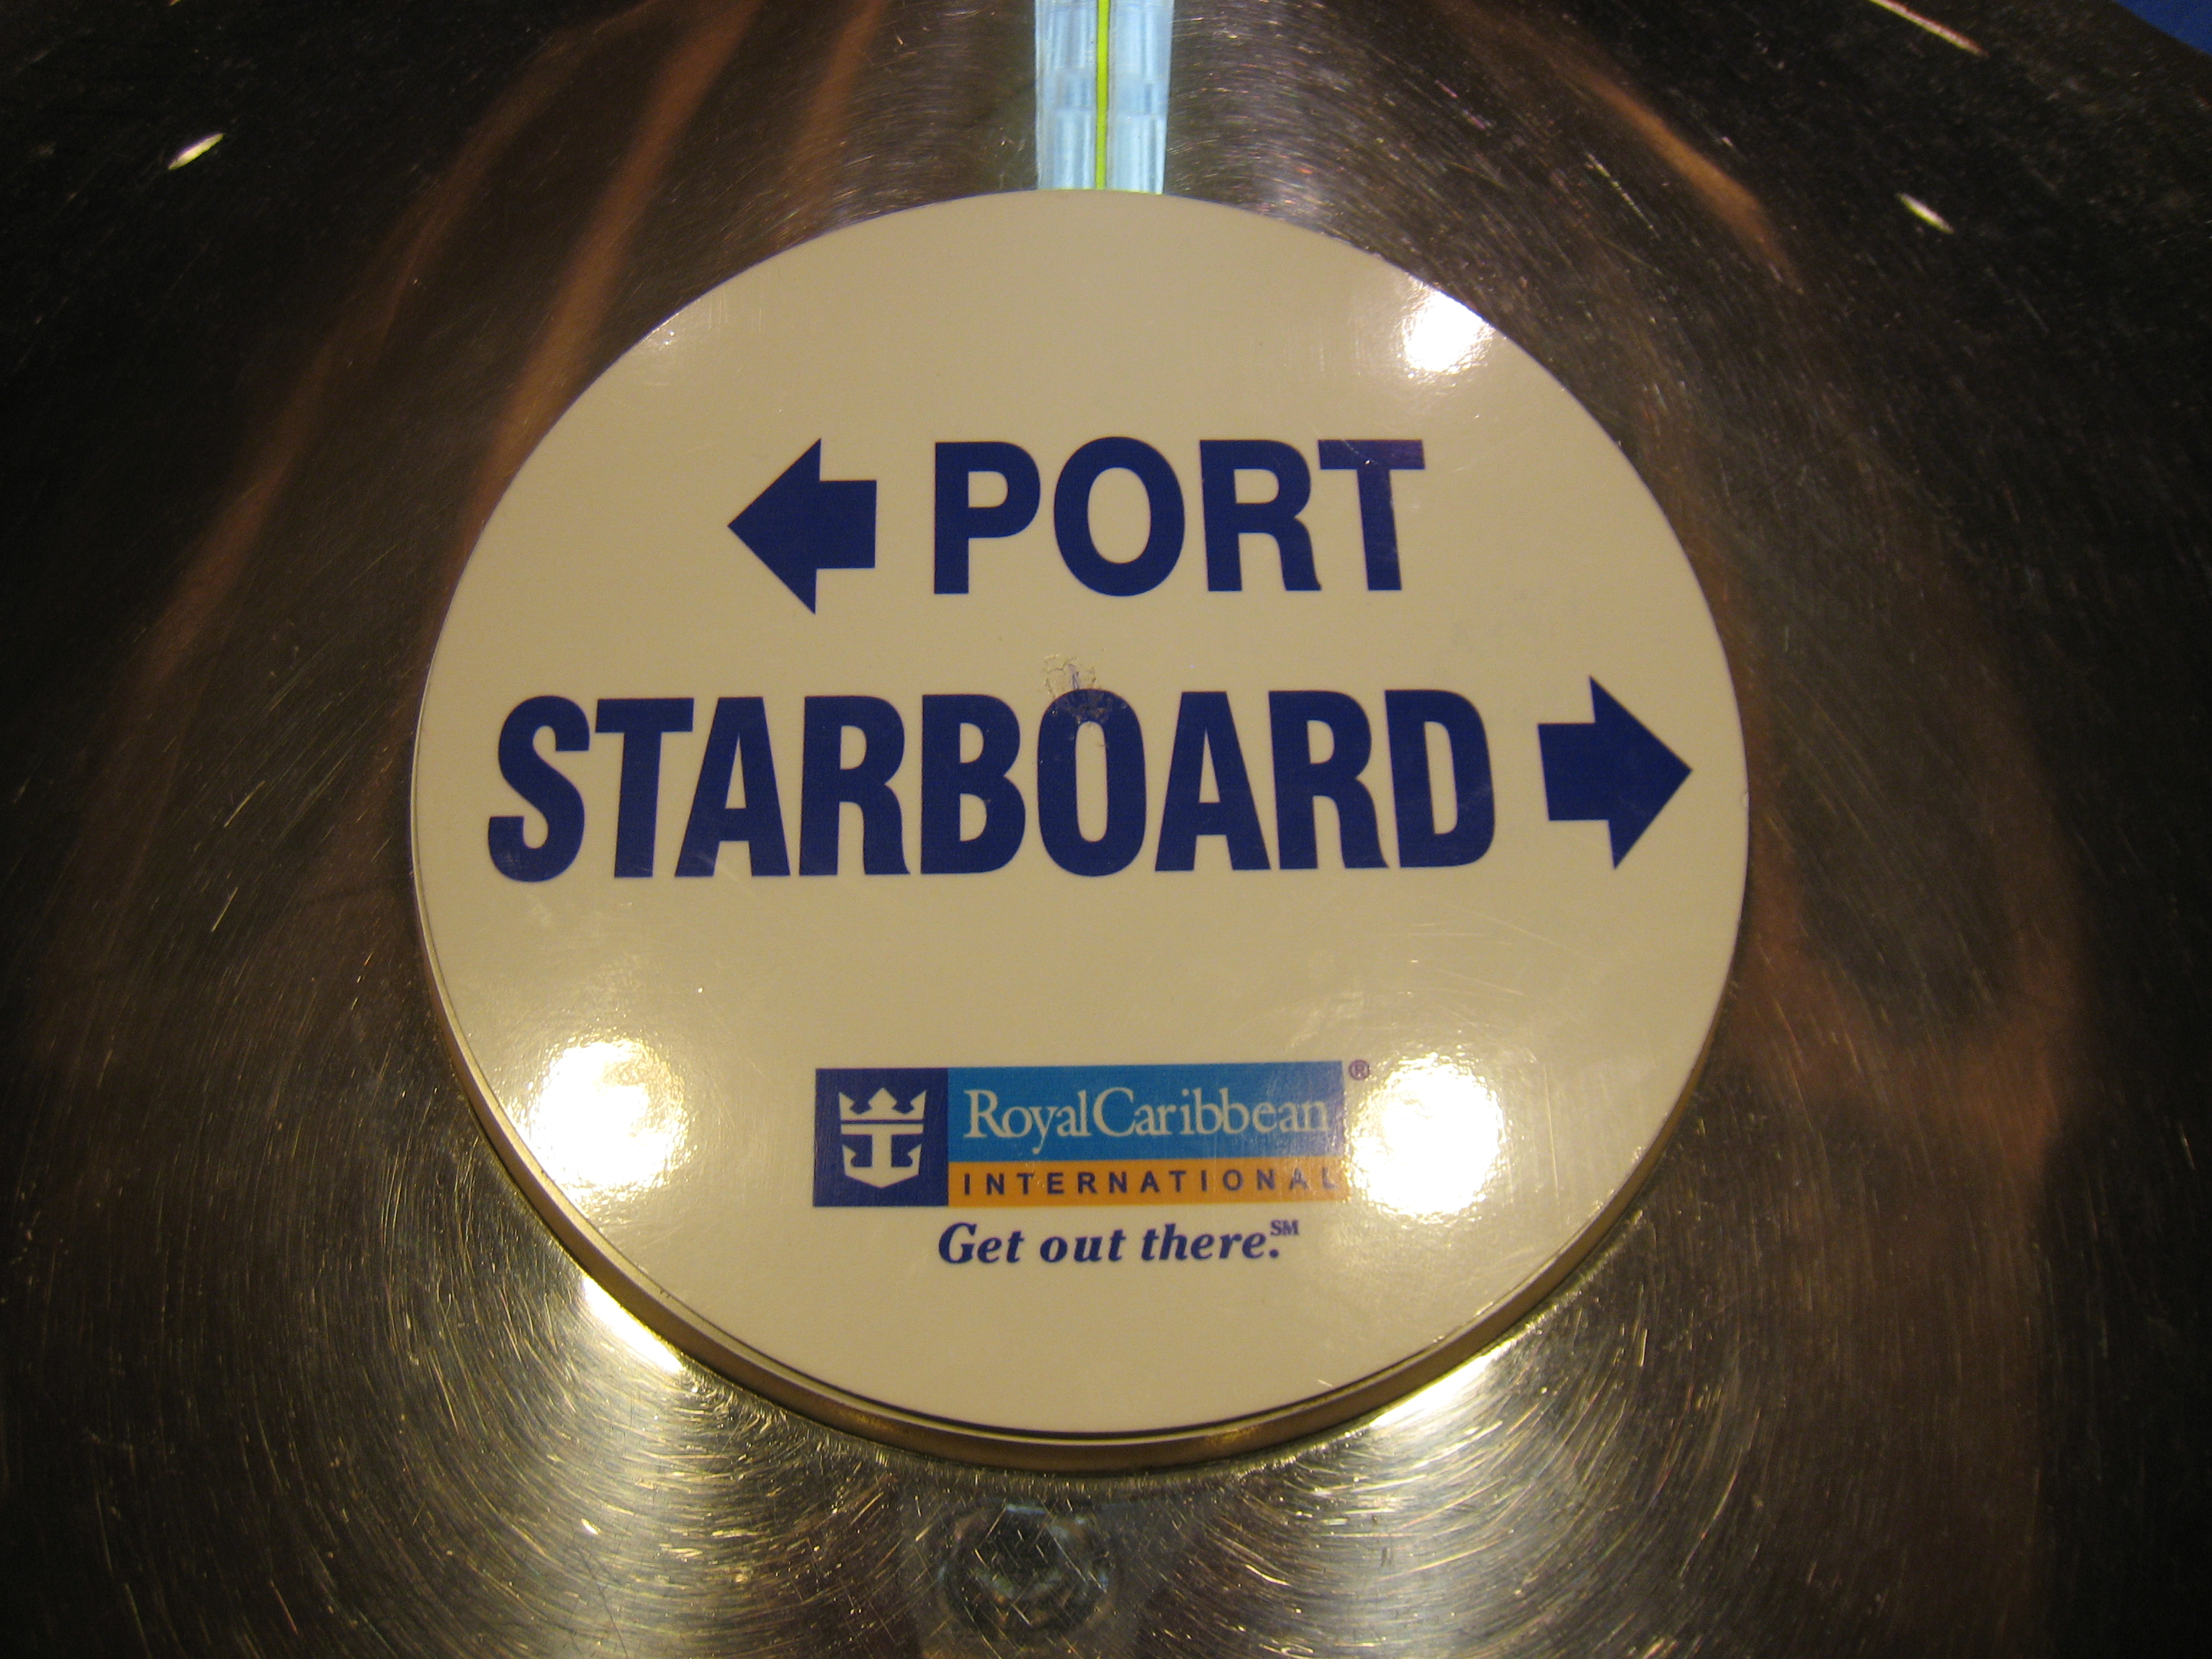 PORT
STARBOARD
RoyalCaribbean®
INTERNATIONAL
Get out there.SM